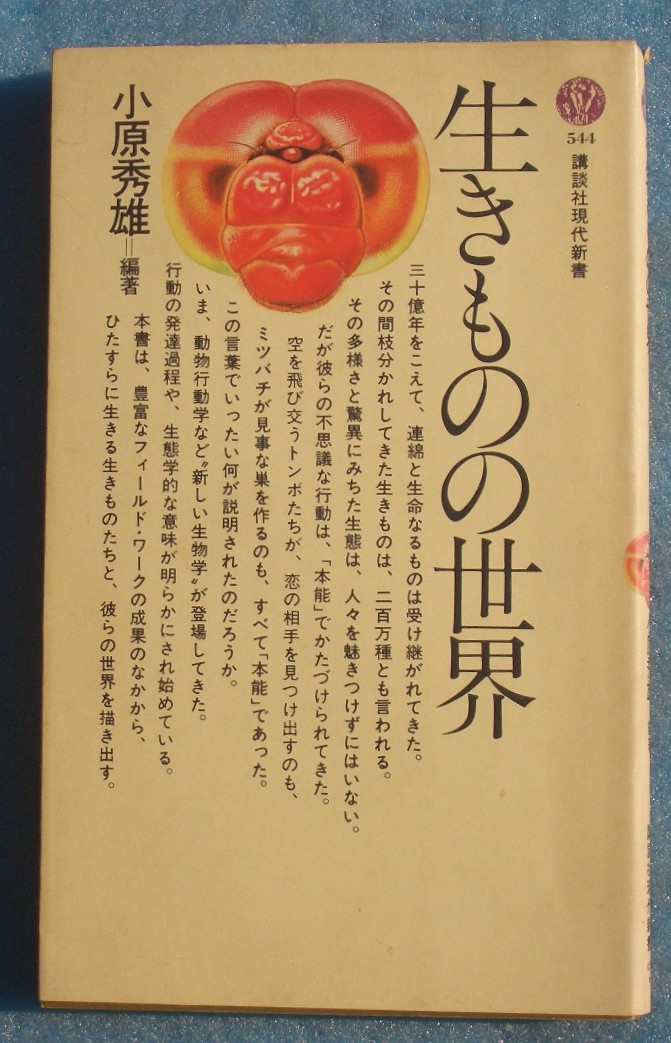 544
講談社現代新書
生きものの世界
小原秀雄=編著
三十億年をこえて、連綿と生命なるものは受け継がれてきた。
その間枝分かれしてきた生きものは、二百万種とも言われる。
その多様さと驚異にみちた生態は、人々を魅きつけずにはいない。
だが彼らの不思議な行動は、「本能」でかたづけられてきた。
空を飛び交うトンボたちが、恋の相手を見つけ出すのも、
ミツバチが見事な巣を作るのも、すべて「本能」であった。
この言葉でいったい何が説明されたのだろうか。
いま、動物行動学など〝新しい生物学〟が登場してきた。
行動の発達過程や、生態学的な意味が明らかにされ始めている。
本書は、豊富なフィールド・ワークの成果のなかから、
ひたすらに生きる生きものたちと、彼らの世界を描き出す。